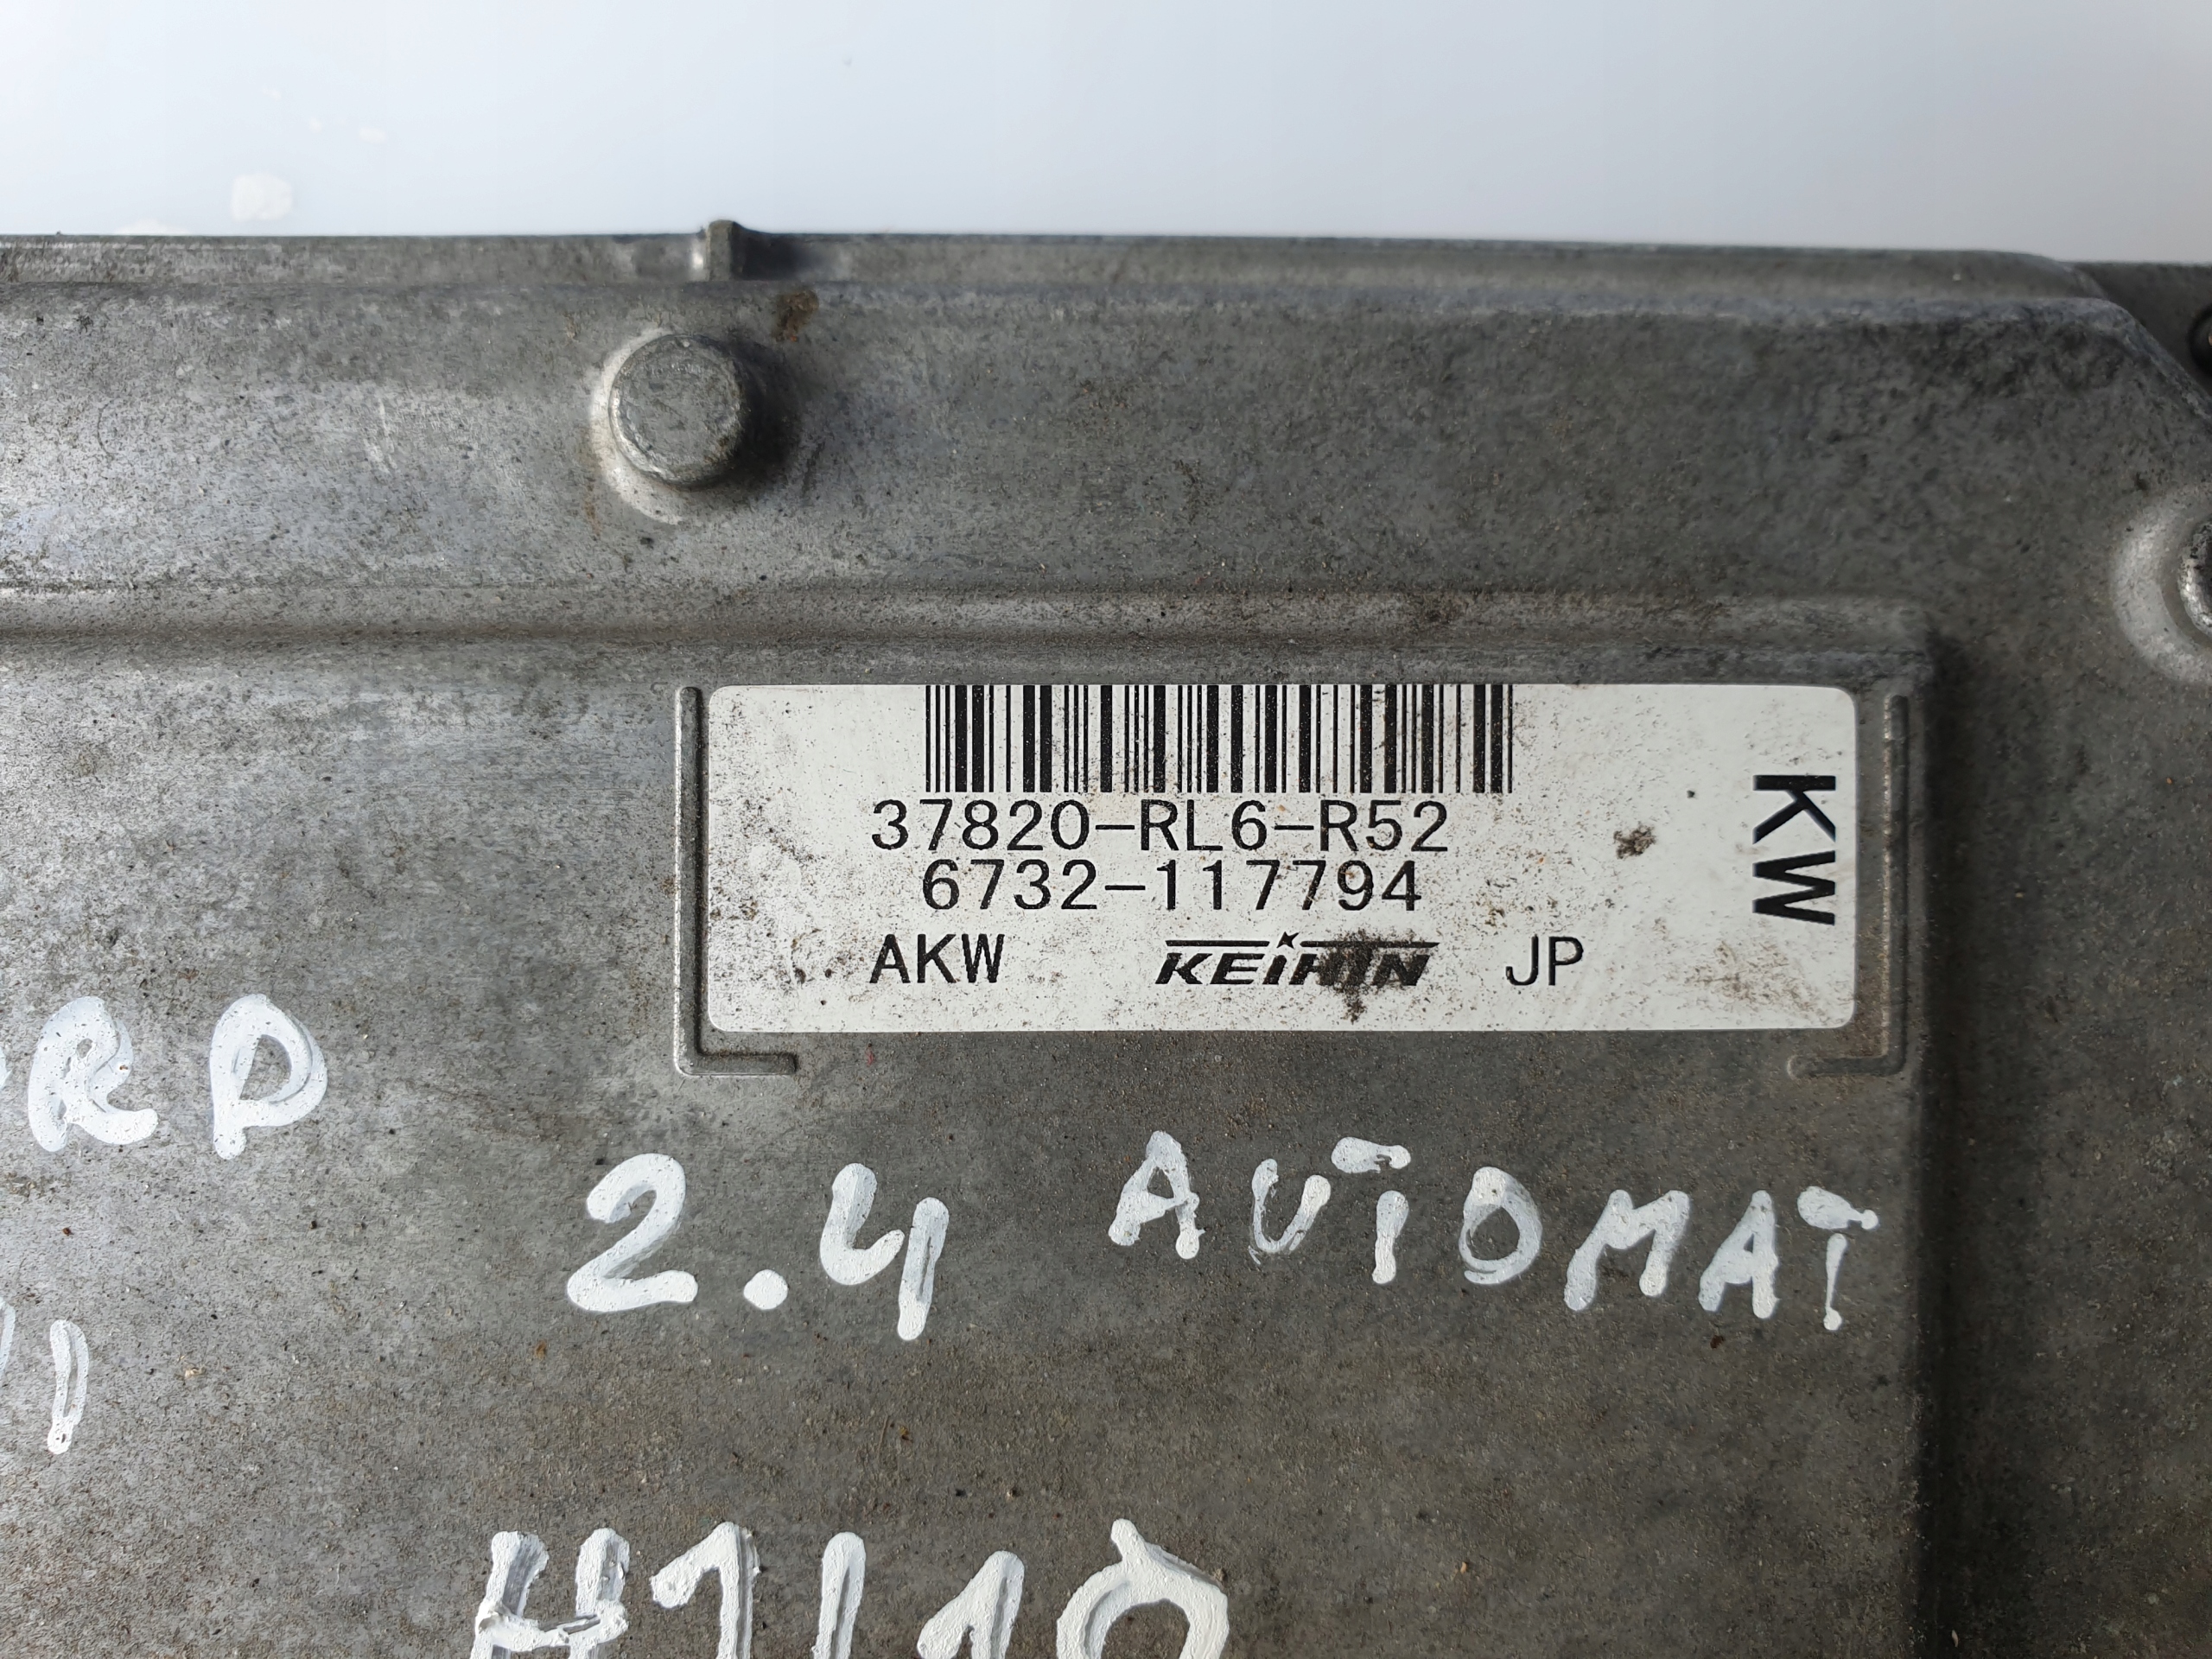 37820-RL6-R52
6732-117794
AKW KEIHIN JP
KW
2.4 AUTOMAT